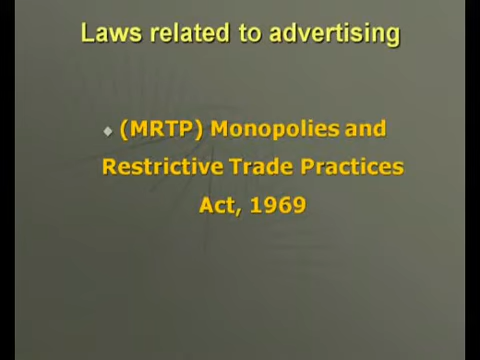 Laws related to advertising
(MRTP) Monopolies and
Restrictive Trade Practices
Act, 1969